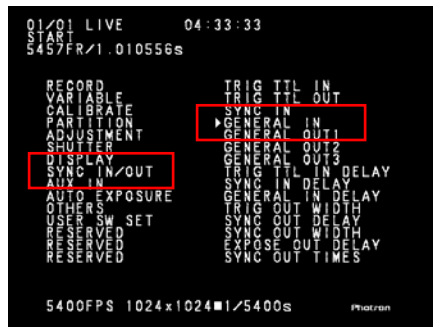 01/01 LIVE 04:33:33
START
5457FR/1.010556s
RECORD
VARIABLE
CALIBRATE
PARTITION
ADJUSTMENT
SHUTTER
DISPLAY
SYNC IN/OUT
AUX IN
AUTO EXPOSURE
OTHERS
USER SW SET
RESERVED
RESERVED
RESERVED
TRIG TTL IN
TRIG TTL OUT
SYNC IN
▶GENERAL IN
GENERAL OUT1
GENERAL OUT2
GENERAL OUT3
TRIG TTL IN DELAY
SYNC IN DELAY
GENERAL IN DELAY
TRIG OUT WIDTH
SYNC OUT DELAY
SYNC OUT WIDTH
EXPOSE OUT DELAY
SYNC OUT TIMES
5400FPS 1024x1024■1/5400s Photron